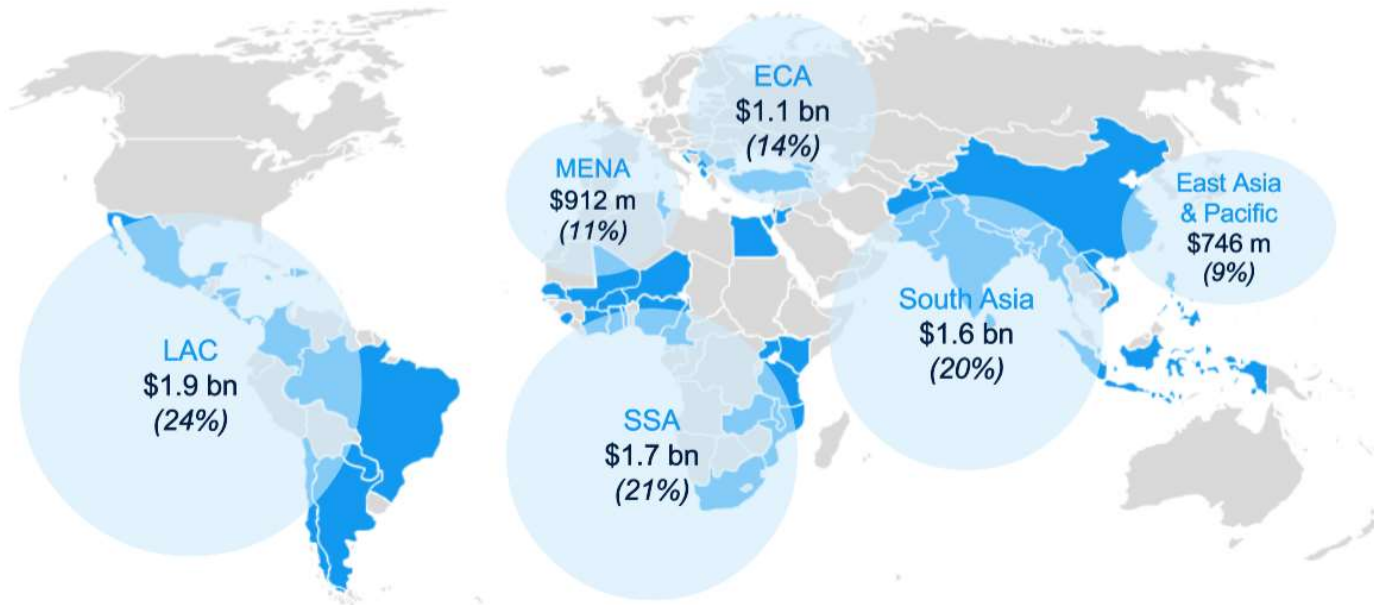 ECA
$1.1 bn
(14%)
MENA
$912 m
(11%)
East Asia
& Pacific
$746 m
(9%)
South Asia
$1.6 bn
(20%)
LAC
$1.9 bn
(24%)
SSA
$1.7 bn
(21%)